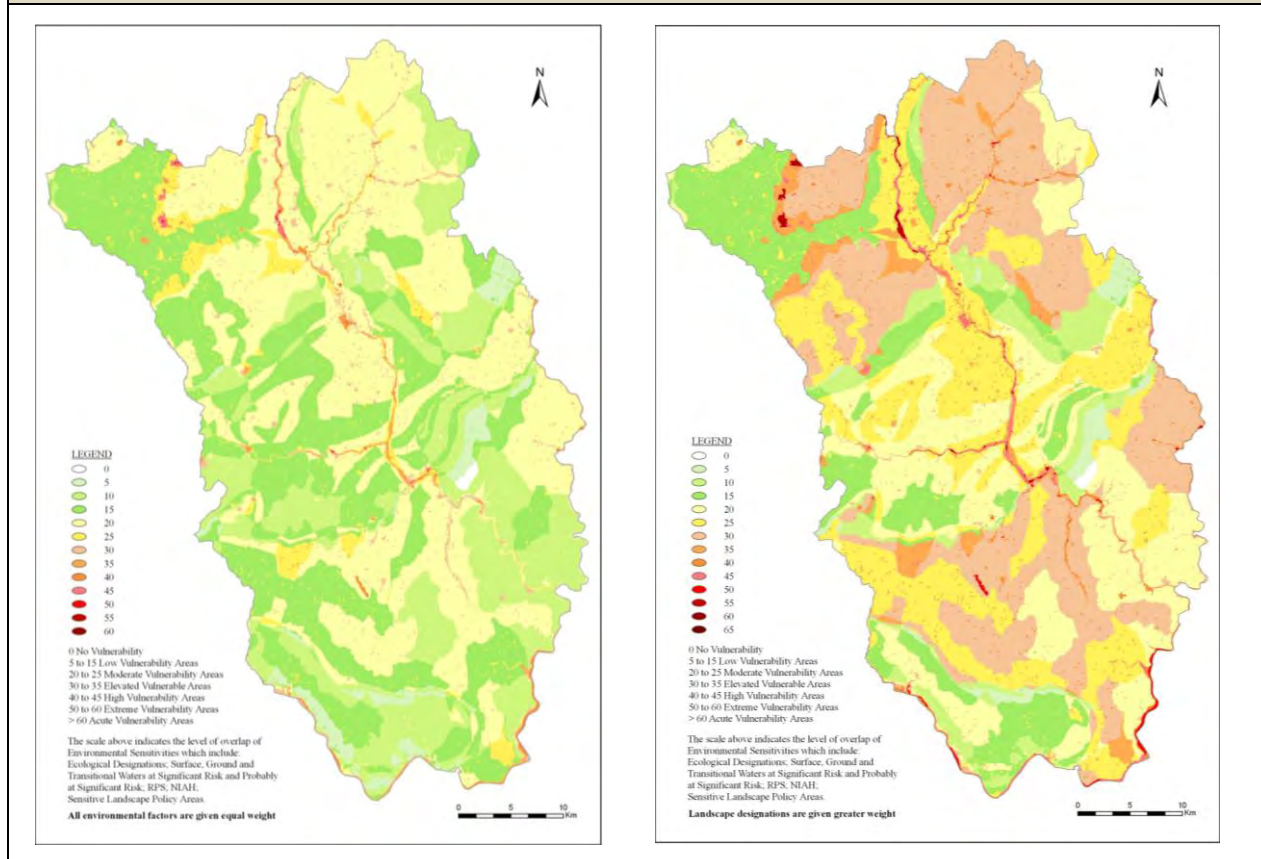 N
LEGEND
0
5
10
15
20
25
30
35
40
45
50
55
60
0 No Vulnerability
5 to 15 Low Vulnerability Areas
20 to 25 Moderate Vulnerability Areas
30 to 35 Elevated Vulnerable Areas
40 to 45 High Vulnerability Areas
50 to 60 Extreme Vulnerability Areas
> 60 Acute Vulnerability Areas
The scale above indicates the level of overlap of
Environmental Sensitivities which include:
Ecological Designations; Surface, Ground and
Transitional Waters at Significant Risk and Probably
at Significant Risk; RPS; NIAH;
Sensitive Landscape Policy Areas.
All environmental factors are given equal weight
0 5 10
Km
N
LEGEND
0
5
10
15
20
25
30
35
40
45
50
55
60
65
0 No Vulnerability
5 to 15 Low Vulnerability Areas
20 to 25 Moderate Vulnerability Areas
30 to 35 Elevated Vulnerable Areas
40 to 45 High Vulnerability Areas
50 to 60 Extreme Vulnerability Areas
> 60 Acute Vulnerability Areas
The scale above indicates the level of overlap of
Environmental Sensitivities which include:
Ecological Designations; Surface, Ground and
Transitional Waters at Significant Risk and Probably
at Significant Risk; RPS; NIAH;
Sensitive Landscape Policy Areas.
Landscape designations are given greater weight
0 5 10
Km